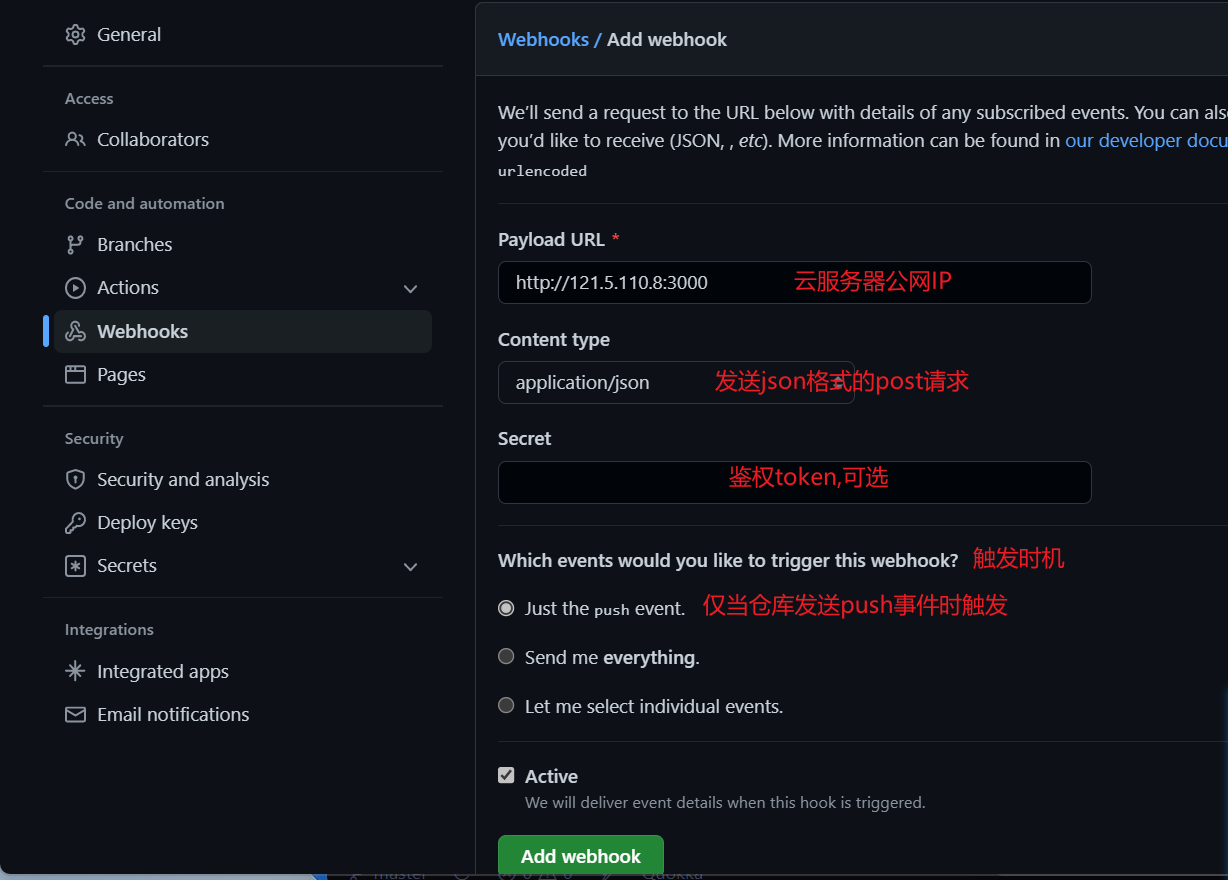 General
Access
Collaborators
Code and automation
Branches
Actions
Webhooks
Pages
Security
Security and analysis
Deploy keys
Secrets
Integrations
Integrated apps
Email notifications
Webhooks / Add webhook
We'll send a request to the URL below with details of any subscribed events. You can also
you'd like to receive (JSON, , etc). More information can be found in our developer docu
urlencoded
Payload URL *
http://121.5.110.8:3000 云服务器公网IP
Content type
application/json 发送json格式的post请求
Secret
鉴权token,可选
Which events would you like to trigger this webhook? 触发时机
Just the push event. 仅当仓库发送push事件时触发
Send me everything.
Let me select individual events.
Active
We will deliver event details when this hook is triggered.
Add webhook
master
Quokka